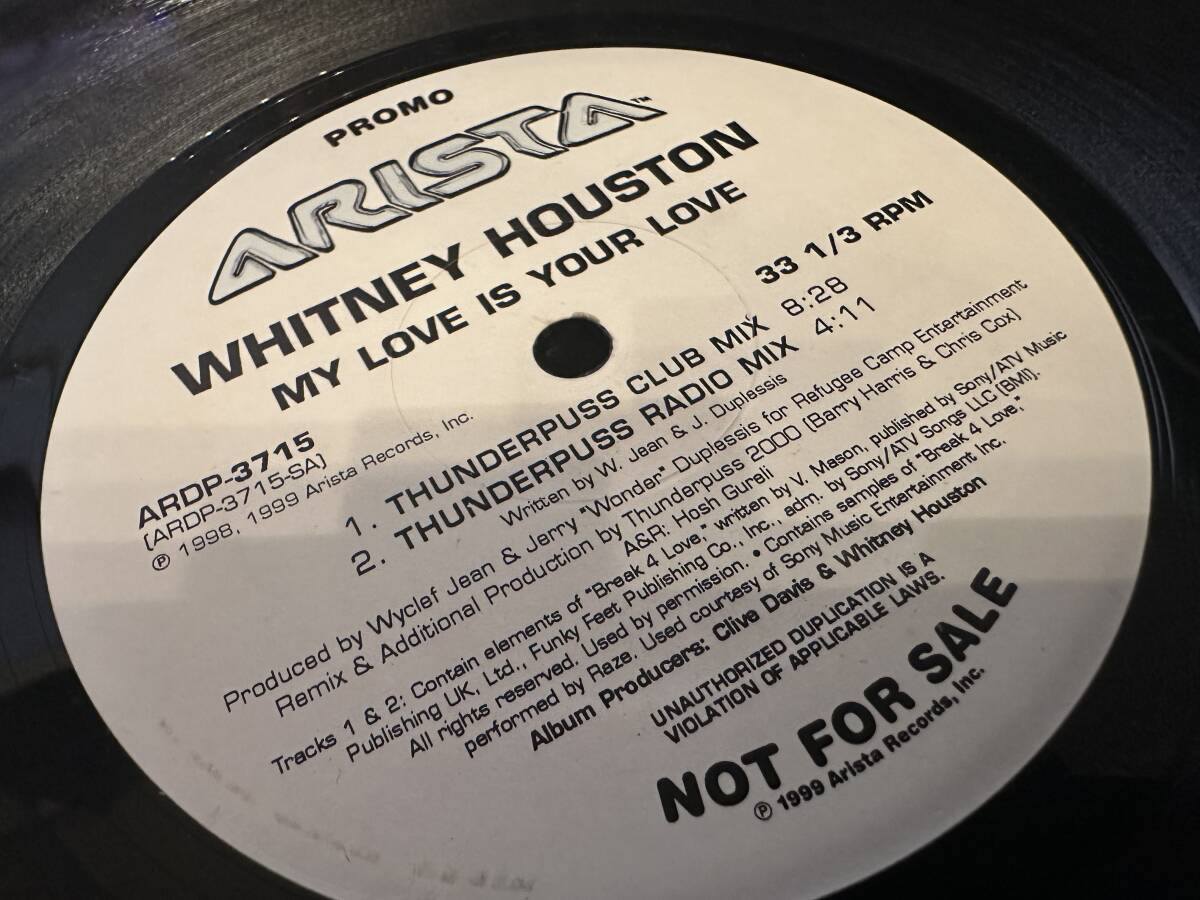 PROMO
ARISTA™
WHITNEY HOUSTON
MY LOVE IS YOUR LOVE
33 1/3 RPM
ARDP-3715
(ARDP-3715-SA)
℗ 1998, 1999 Arista Records, Inc.
1. THUNDERPUSS CLUB MIX 8:28
2. THUNDERPUSS RADIO MIX 4:11
Written by W. Jean & J. Duplessis
Produced by Wyclef Jean & Jerry "Wonder" Duplessis for Refugee Camp Entertainment
Remix & Additional Production by Thunderpuss 2000 (Barry Harris & Chris Cox)
A&R: Hosh Gureli
Tracks 1 & 2: Contain elements of "Break 4 Love," written by V. Mason, published by Sony/ATV Music
Publishing UK, Ltd., Funky Feet Publishing Co., Inc., adm. by Sony/ATV Songs LLC (BMI).
All rights reserved. Used by permission. • Contains samples of "Break 4 Love,"
performed by Raze. Used courtesy of Sony Music Entertainment Inc.
Album Producers: Clive Davis & Whitney Houston
UNAUTHORIZED DUPLICATION IS A
VIOLATION OF APPLICABLE LAWS.
NOT FOR SALE
℗ 1999 Arista Records, Inc.